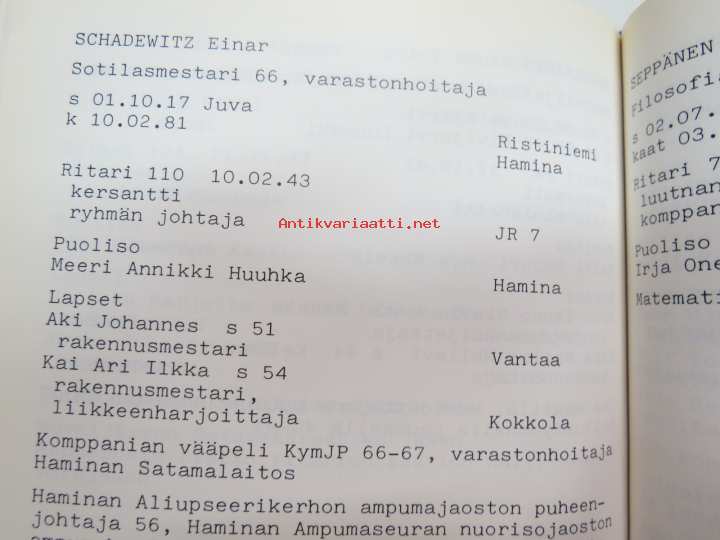 SCHADEWITZ Einar
Sotilasmestari 66, varastonhoitaja
s 01.10.17 Juva
k 10.02.81
Ristiniemi
Hamina
Ritari 110 10.02.43
kersantti
ryhmän johtaja
JR 7
Puoliso
Meeri Annikki Huuhka
Hamina
Lapset
Aki Johannes s 51
rakennusmestari
Vantaa
Kai Ari Ilkka s 54
rakennusmestari,
liikkeenharjoittaja
Kokkola
Komppanian vääpeli KymJP 66-67, varastonhoitaja
Haminan Satamalaitos
Haminan Aliupseerikerhon ampumajaoston puheen-
johtaja 56, Haminan Ampumaseuran nuorisojaoston
Antikvariaatti.net
SEPPÄNEN
Filosofia
s 02.07.
kaat 03.
Ritari 7
luutnan
komppan
Puoliso
Irja One
Matemati